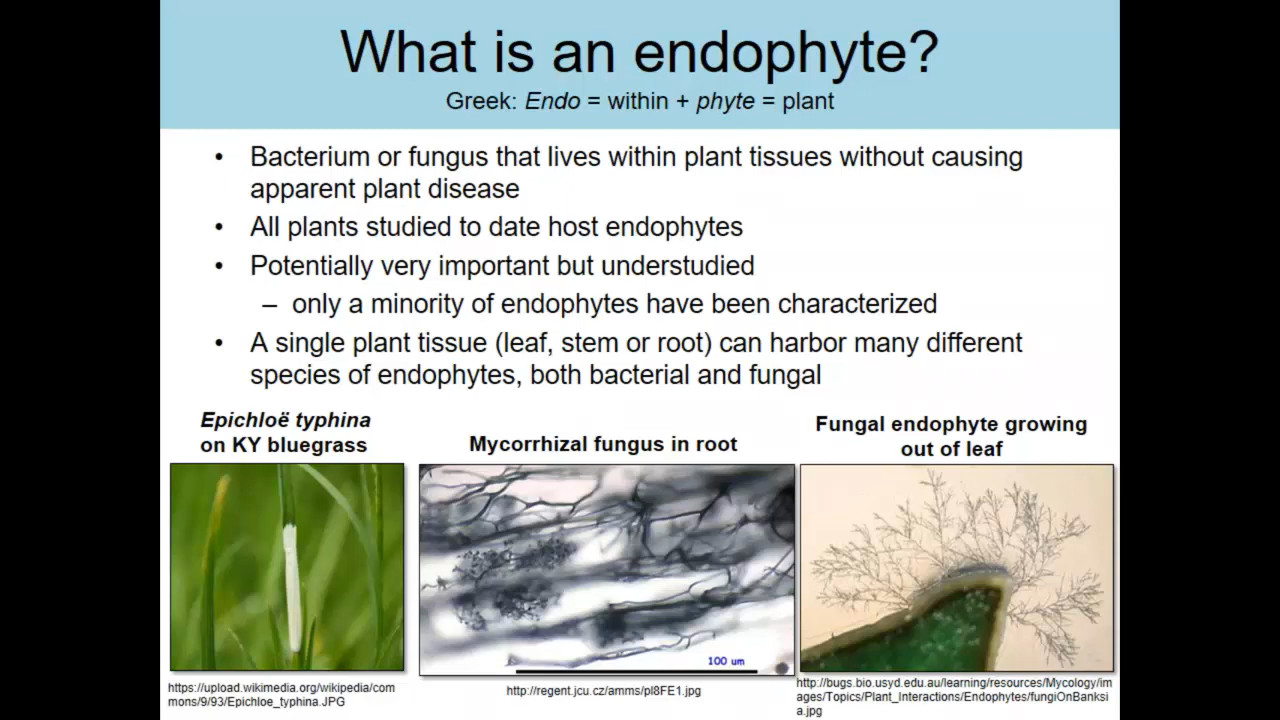 What is an endophyte?
Greek: Endo = within + phyte = plant
• Bacterium or fungus that lives within plant tissues without causing
apparent plant disease
• All plants studied to date host endophytes
• Potentially very important but understudied
– only a minority of endophytes have been characterized
• A single plant tissue (leaf, stem or root) can harbor many different
species of endophytes, both bacterial and fungal
Epichloë typhina
on KY bluegrass
Mycorrhizal fungus in root
Fungal endophyte growing
out of leaf
100 um
https://upload.wikimedia.org/wikipedia/com
mons/9/93/Epichloe_typhina.JPG
http://regent.jcu.cz/amms/pl8FE1.jpg
http://bugs.bio.usyd.edu.au/learning/resources/Mycology/im
ages/Topics/Plant_Interactions/Endophytes/fungiOnBanksi
a.jpg